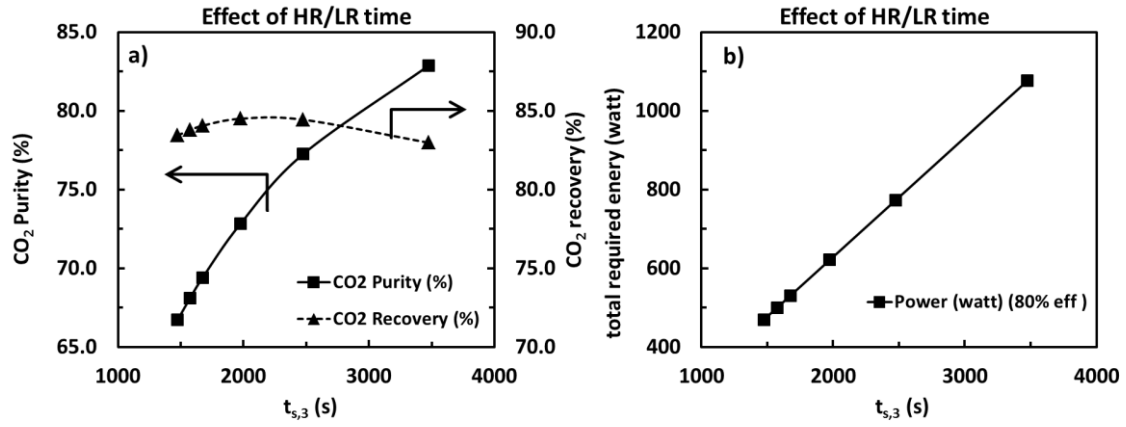 Effect of HR/LR time
a)
85.0
80.0
75.0
70.0
65.0
CO₂ Purity (%)
90.0
85.0
80.0
75.0
70.0
CO₂ recovery(%)
CO2 Purity (%)
CO2 Recovery (%)
1000 2000 3000 4000
tₛ,₃ (s)
Effect of HR/LR time
b)
1200
1000
800
600
400
total required enery (watt)
Power (watt) (80% eff )
1000 2000 3000 4000
tₛ,₃ (s)